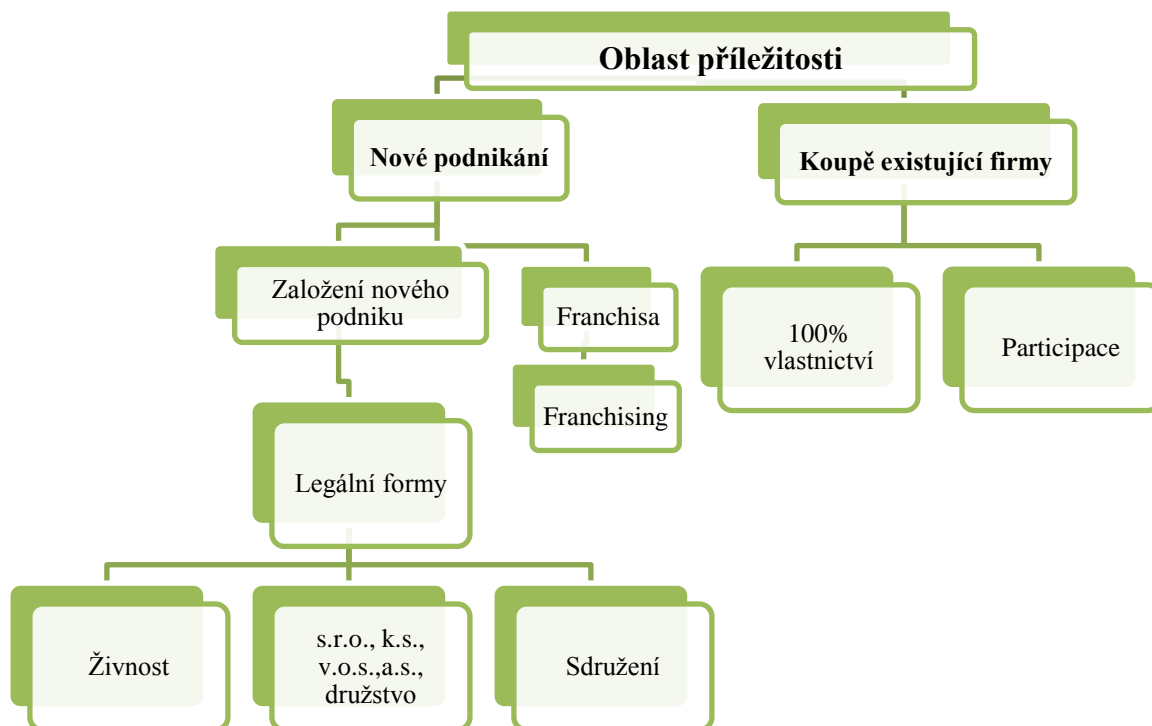 Oblast příležitosti
Nové podnikání
Koupě existující firmy
Založení nového
podniku
Franchisa
100%
vlastnictví
Participace
Franchising
Legální formy
Živnost
s.r.o., k.s.,
v.o.s.,a.s.,
družstvo
Sdružení